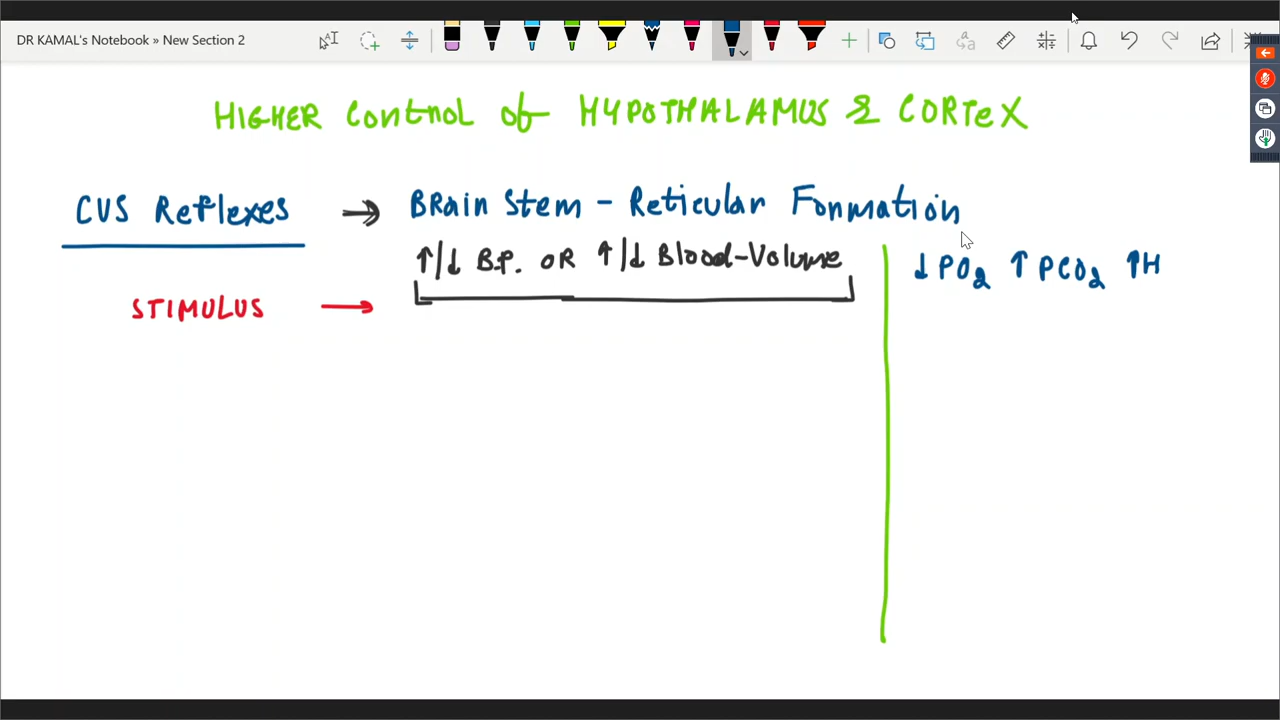 DR KAMAL's Notebook » New Section 2
HIGHER Control of HYPOTHALAMUS & CORTeX
CVS Reflexes → BRain Stem - Reticular Formation
↑/↓ B.P. OR ↑/↓ Blood-Volume
↓PO₂ ↑PCO₂ ↑H
STIMULUS →